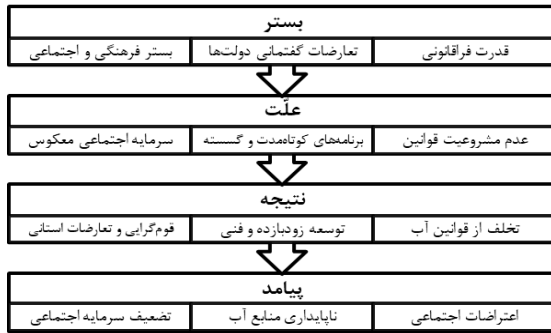 بستر
قدرت فراقانونی تعارضات گفتمانی دولت‌ها بستر فرهنگی و اجتماعی
علّت
عدم مشروعیت قوانین برنامه‌های کوتاه‌مدت و گسسته سرمایه اجتماعی معکوس
نتیجه
تخلف از قوانین آب توسعه زودبازده و فنی قوم‌گرایی و تعارضات استانی
پیامد
اعتراضات اجتماعی ناپایداری منابع آب تضعیف سرمایه اجتماعی